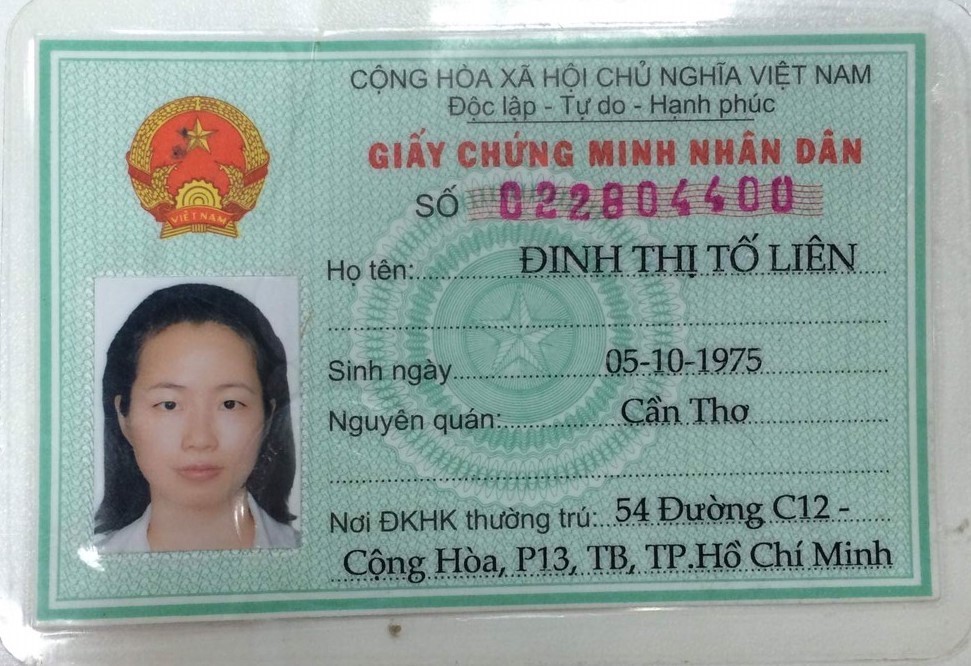 CỘNG HÒA XÃ HỘI CHỦ NGHĨA VIỆT NAM
Độc lập - Tự do - Hạnh phúc
GIẤY CHỨNG MINH NHÂN DÂN
SỐ 022804400
VIỆT NAM
Họ tên: ĐINH THỊ TỐ LIÊN
Sinh ngày 05-10-1975
Nguyên quán: Cần Thơ
Nơi ĐKHK thường trú: 54 Đường C12 -
Cộng Hòa, P13, TB, TP.Hồ Chí Minh